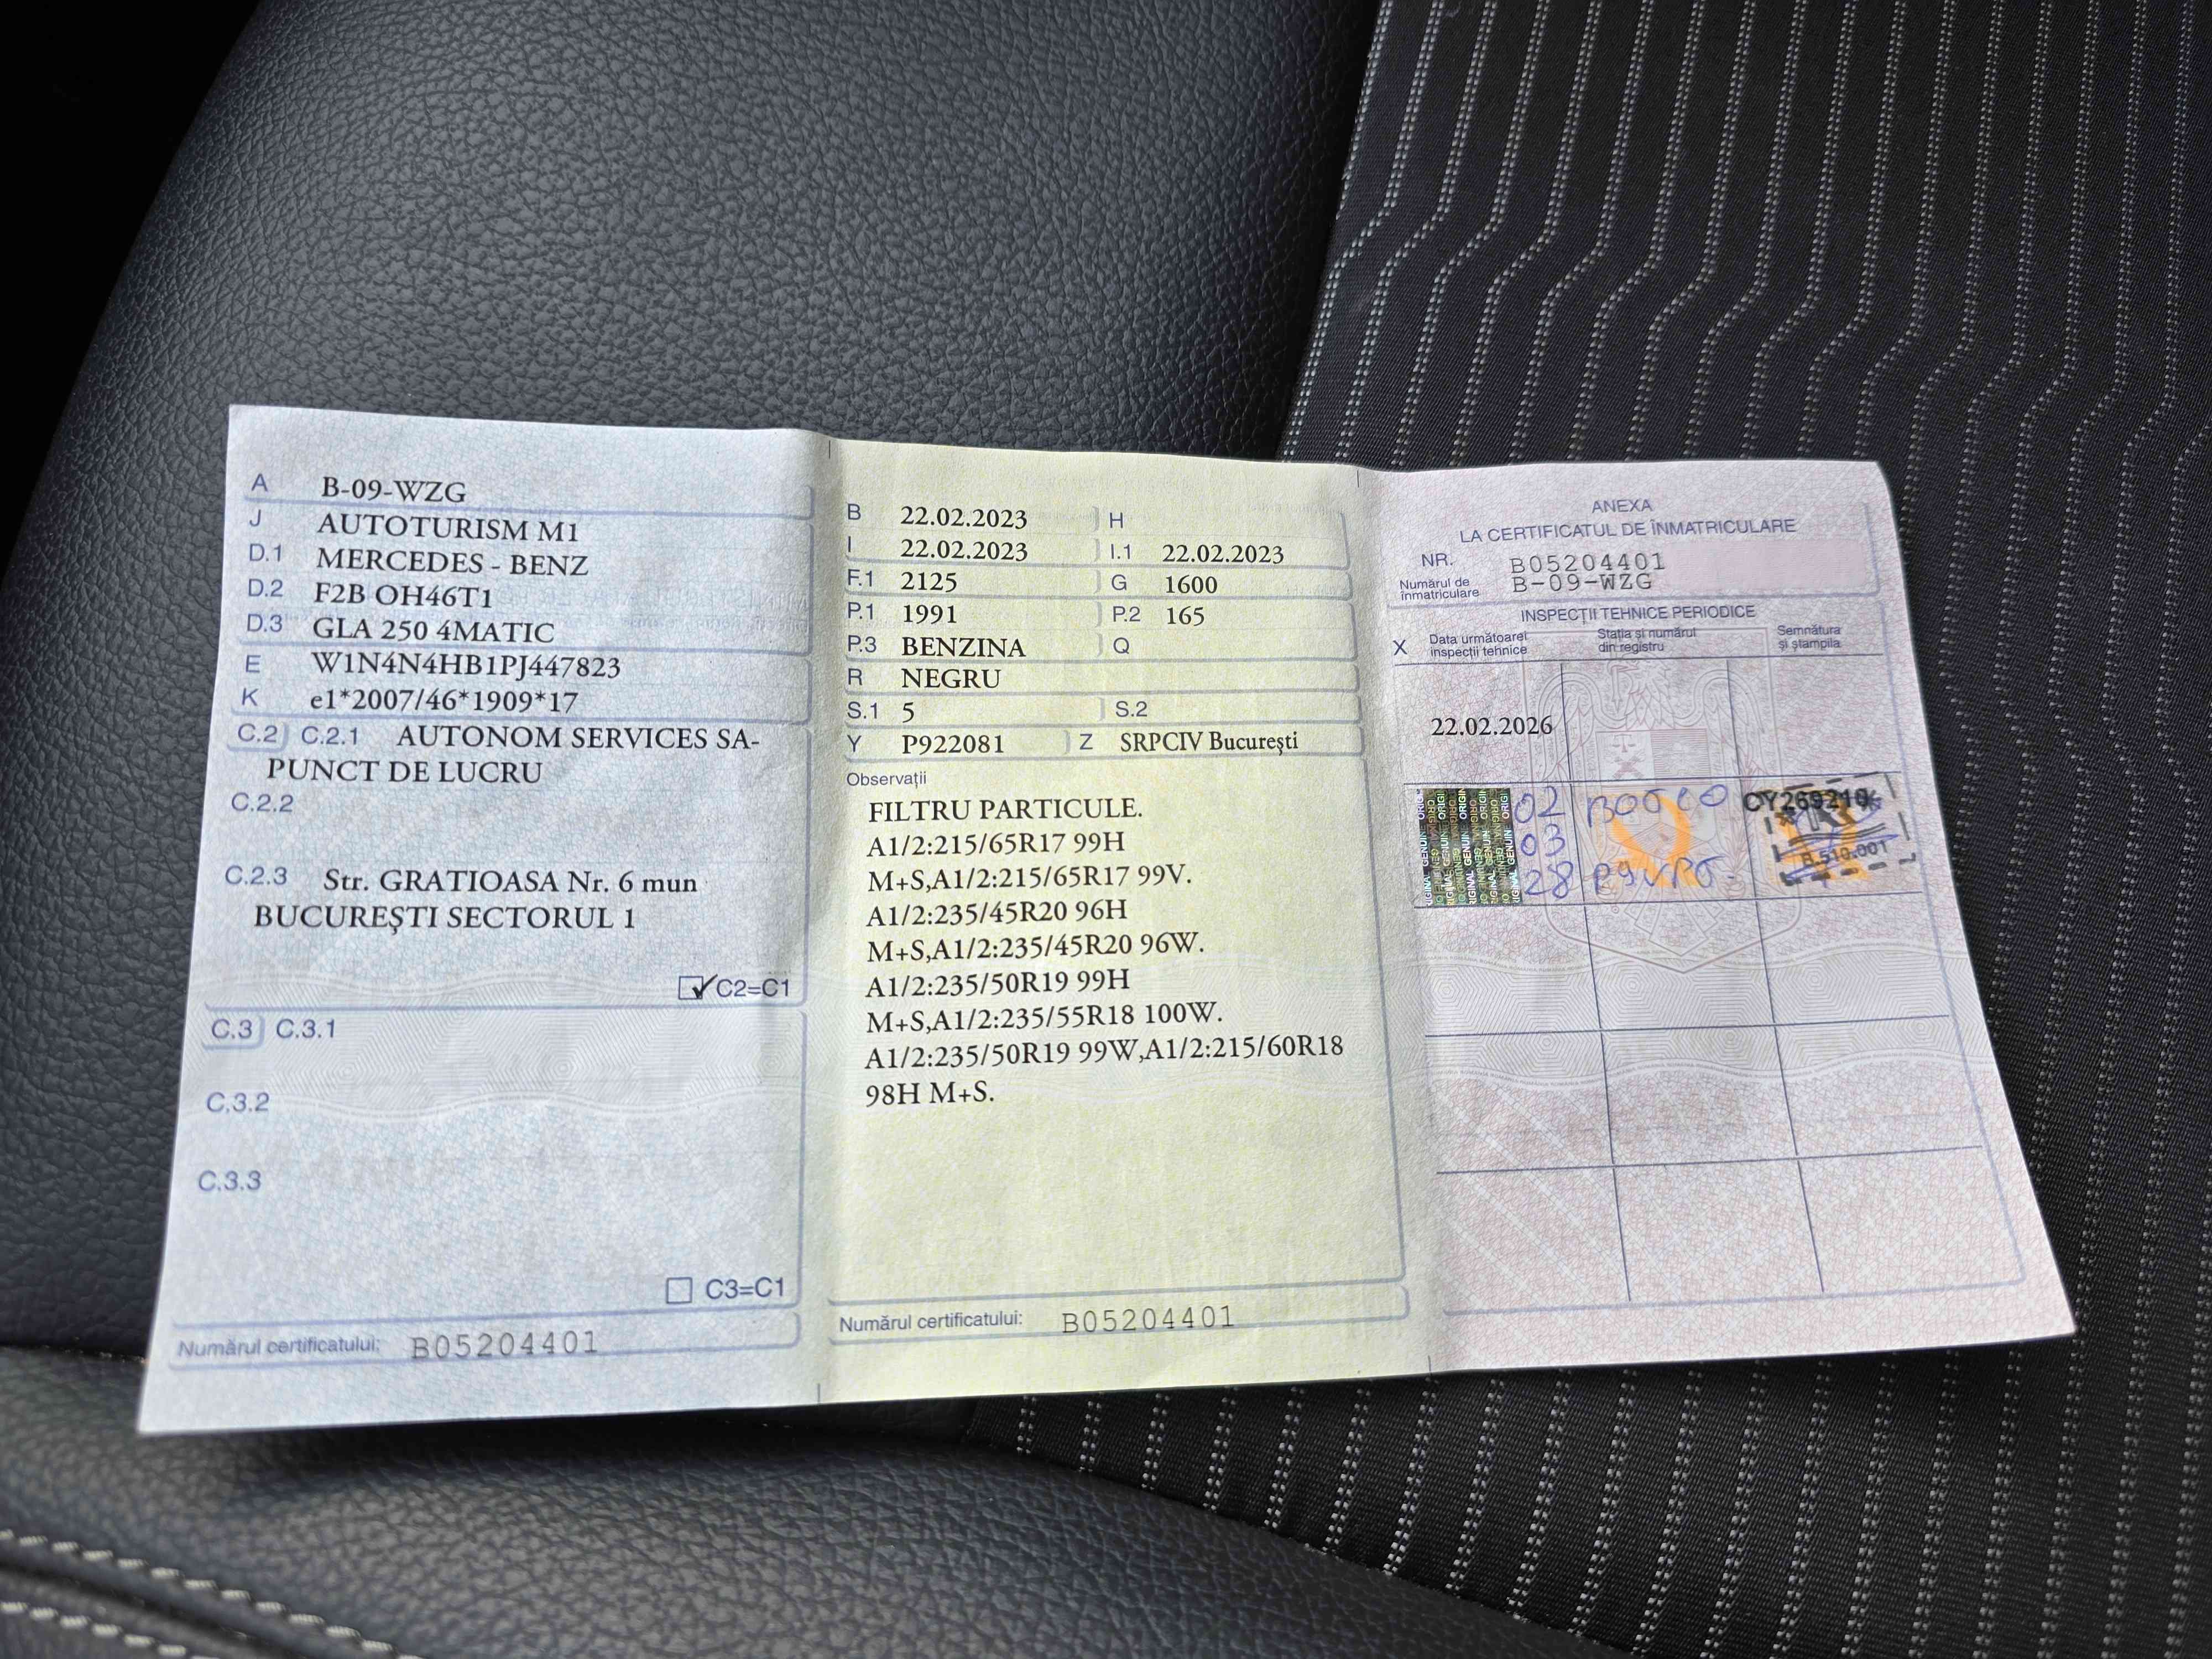 A B-09-WZG
J AUTOTURISM M1
D.1 MERCEDES - BENZ
D.2 F2B OH46T1
D.3 GLA 250 4MATIC
E W1N4N4HB1PJ447823
K e1*2007/46*1909*17
C.2 C.2.1 AUTONOM SERVICES SA-
PUNCT DE LUCRU
C.2.2
C.2.3 Str. GRATIOASA Nr. 6 mun
BUCUREŞTI SECTORUL 1
C2=C1
C.3 C.3.1
C.3.2
C.3.3
C3=C1
Numărul certificatului: B05204401
B 22.02.2023 H
I 22.02.2023 I.1 22.02.2023
F.1 2125 G 1600
P.1 1991 P.2 165
P.3 BENZINA Q
R NEGRU
S.1 5 S.2
Y P922081 Z SRPCIV Bucureşti
Observaţii
FILTRU PARTICULE.
A1/2:215/65R17 99H
M+S,A1/2:215/65R17 99V.
A1/2:235/45R20 96H
M+S,A1/2:235/45R20 96W.
A1/2:235/50R19 99H
M+S,A1/2:235/55R18 100W.
A1/2:235/50R19 99W,A1/2:215/60R18
98H M+S.
Numărul certificatului: B05204401
ANEXA
LA CERTIFICATUL DE ÎNMATRICULARE
NR. B05204401
Numărul de
înmatriculare B-09-WZG
INSPECŢII TEHNICE PERIODICE
X Data următoarei
inspecţii tehnice
Staţia şi numărul
din registru
Semnătura
şi ştampila
22.02.2026
ORIGINAL GENUIN
02
03
28